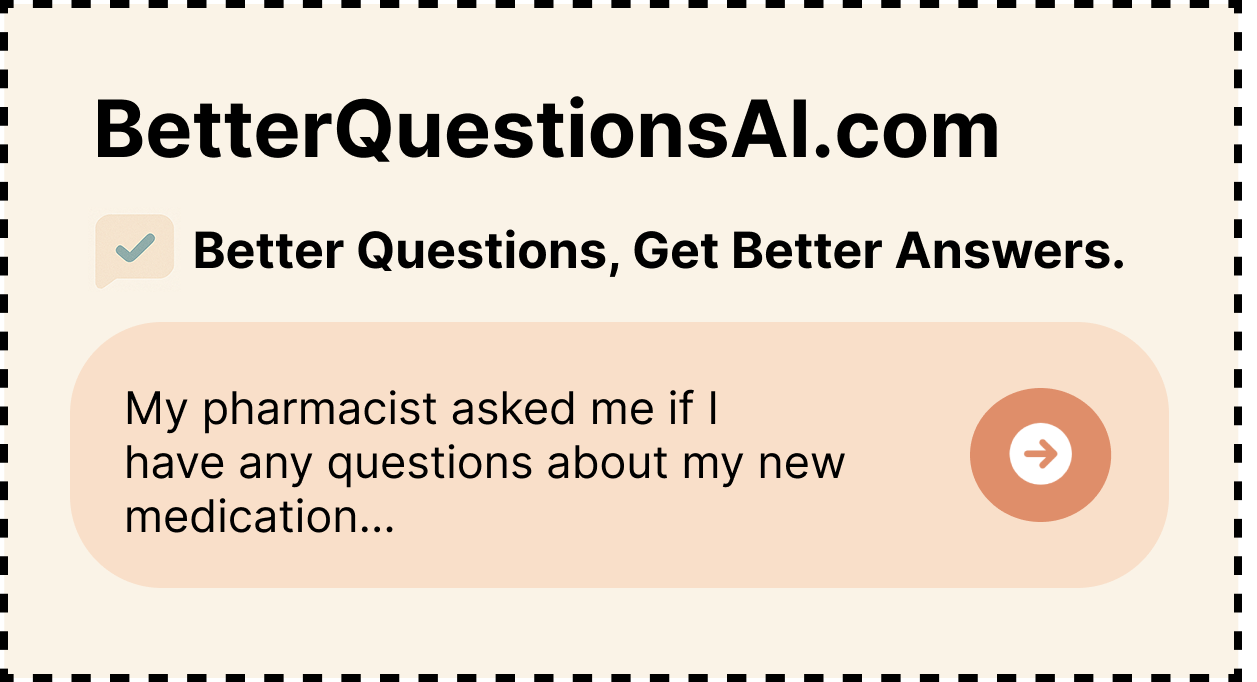 BetterQuestionsAI.com
Better Questions, Get Better Answers.
My pharmacist asked me if I
have any questions about my new
medication...